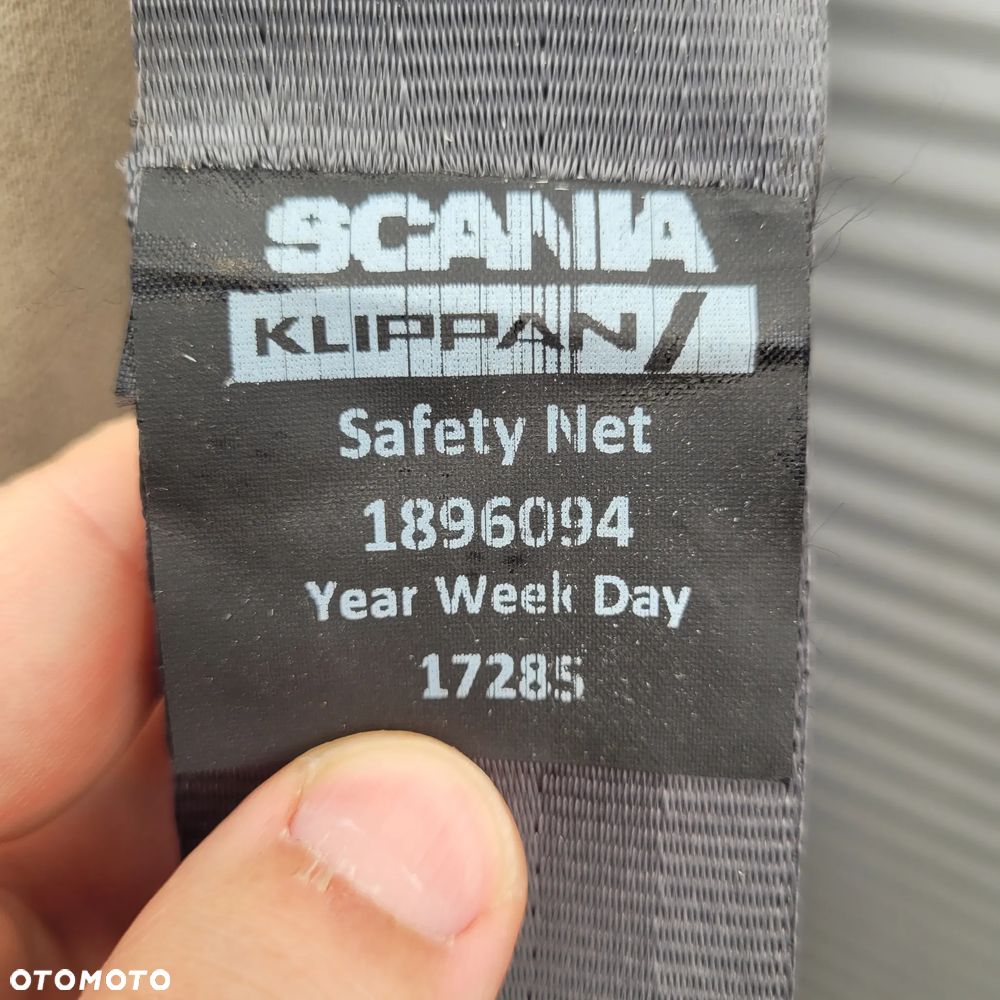 SCANIA
KLIPPAN
Safety Net
1896094
Year Week Day
17285
OTOMOTO